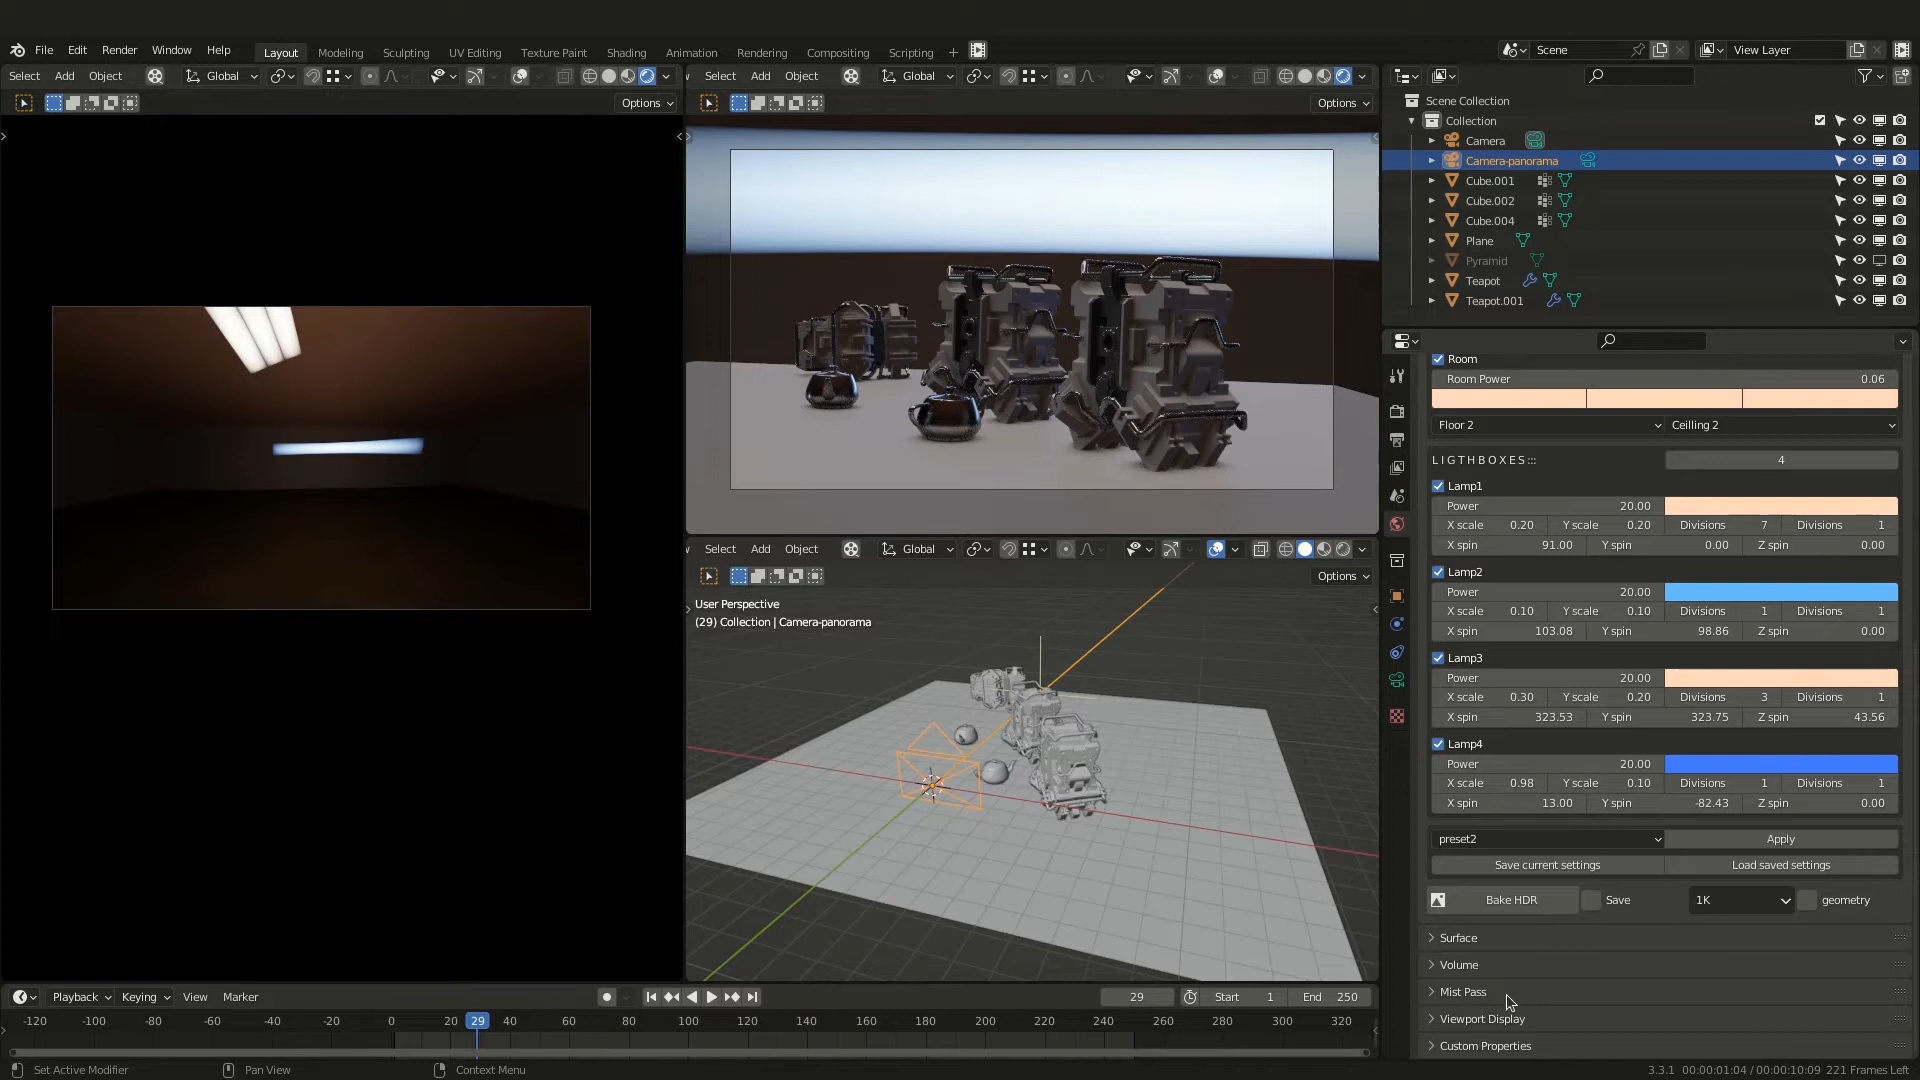 File Edit Render Window Help Layout Modeling Sculpting UV Editing Texture Paint Shading Animation Rendering Compositing Scripting + Scene View Layer
Select Add Object Global
Options
Select Add Object Global
Options
Scene Collection
Collection
Camera
Camera-panorama
Cube.001
Cube.002
Cube.004
Plane
Pyramid
Teapot
Teapot.001
Room
Room Power 0.06
Floor 2 Ceilling 2
LIGTHBOXES::: 4
Lamp1
Power 20.00
X scale 0.20 Y scale 0.20 Divisions 7 Divisions 1
X spin 91.00 Y spin 0.00 Z spin 0.00
Lamp2
Power 20.00
X scale 0.10 Y scale 0.10 Divisions 1 Divisions 1
X spin 103.08 Y spin 98.86 Z spin 0.00
Lamp3
Power 20.00
X scale 0.30 Y scale 0.20 Divisions 3 Divisions 1
X spin 323.53 Y spin 323.75 Z spin 43.56
Lamp4
Power 20.00
X scale 0.98 Y scale 0.10 Divisions 1 Divisions 1
X spin 13.00 Y spin -82.43 Z spin 0.00
preset2 Apply
Save current settings Load saved settings
Bake HDR Save 1K geometry
Surface
Volume
Mist Pass
Viewport Display
Custom Properties
Select Add Object Global
Options
User Perspective
(29) Collection | Camera-panorama
Playback Keying View Marker 29 Start 1 End 250
-120 -100 -80 -60 -40 -20 0 20 29 40 60 80 100 120 140 160 180 200 220 240 260 280 300 320
Set Active Modifier Pan View Context Menu 3.3.1 00:00:01:04 / 00:00:10:09 221 Frames Left